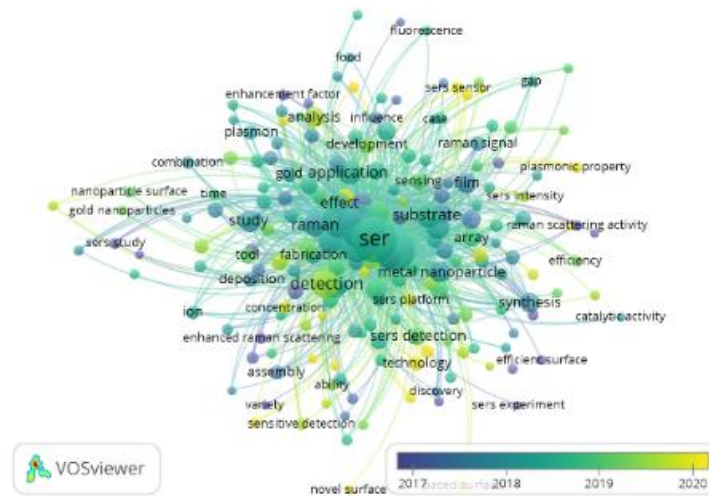 fluorescence
food
gap
enhancement factor
sers sensor
analysis
influence
case
plasmon
development
raman signal
combination
plasmonic property
gold
application
sensing
film
nanoparticle surface
time
sers intensity
effect
gold nanoparticles
substrate
study
raman
raman scattering activity
ser
array
sers study
tool
fabrication
efficiency
metal nanoparticle
deposition
detection
sers platform
synthesis
concentration
ion
catalytic activity
enhanced raman scattering
sers detection
technology
efficient surface
assembly
ability
discovery
variety
sers experiment
sensitive detection
VOSviewer
novel surface
2017
2018
2019
2020